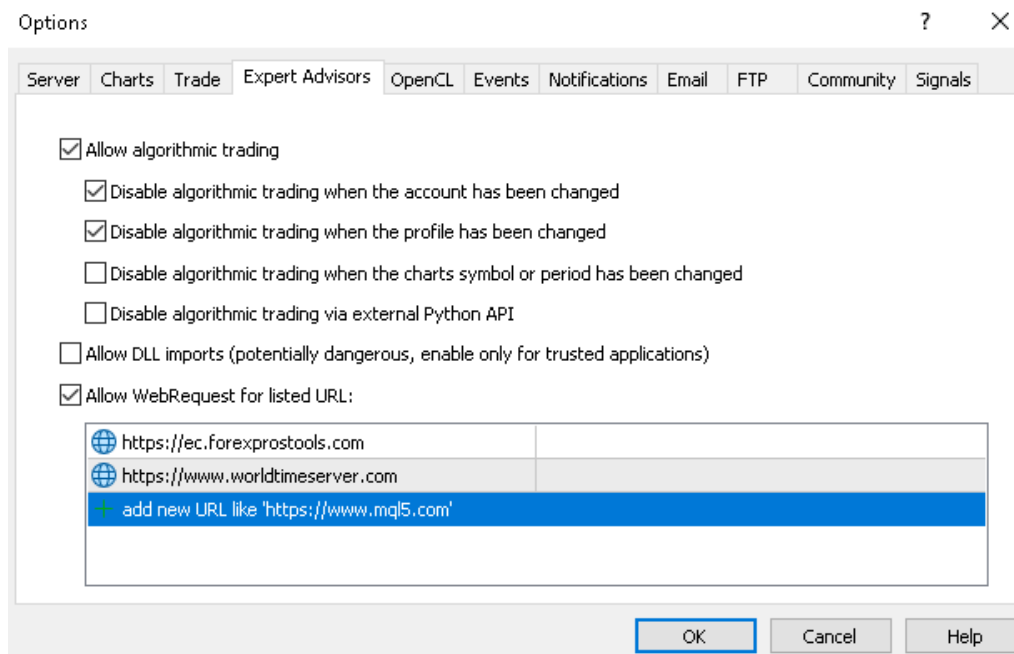 Options
Server Charts Trade Expert Advisors OpenCL Events Notifications Email FTP Community Signals
Allow algorithmic trading
Disable algorithmic trading when the account has been changed
Disable algorithmic trading when the profile has been changed
Disable algorithmic trading when the charts symbol or period has been changed
Disable algorithmic trading via external Python API
Allow DLL imports (potentially dangerous, enable only for trusted applications)
Allow WebRequest for listed URL:
https://ec.forexprostools.com
https://www.worldtimeserver.com
add new URL like 'https://www.mql5.com'
OK Cancel Help